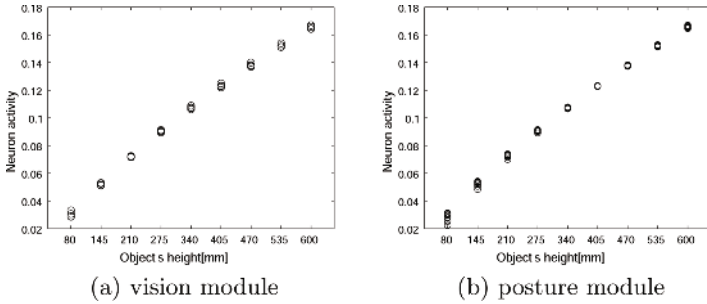 0.18
0.16
0.14
0.12
0.1
0.08
0.06
0.04
0.02
Neuron activity
80 145 210 275 340 405 470 535 600
Object s height[mm]
(a) vision module
0.18
0.16
0.14
0.12
0.1
0.08
0.06
0.04
0.02
Neuron activity
80 145 210 275 340 405 470 535 600
Object s height[mm]
(b) posture module